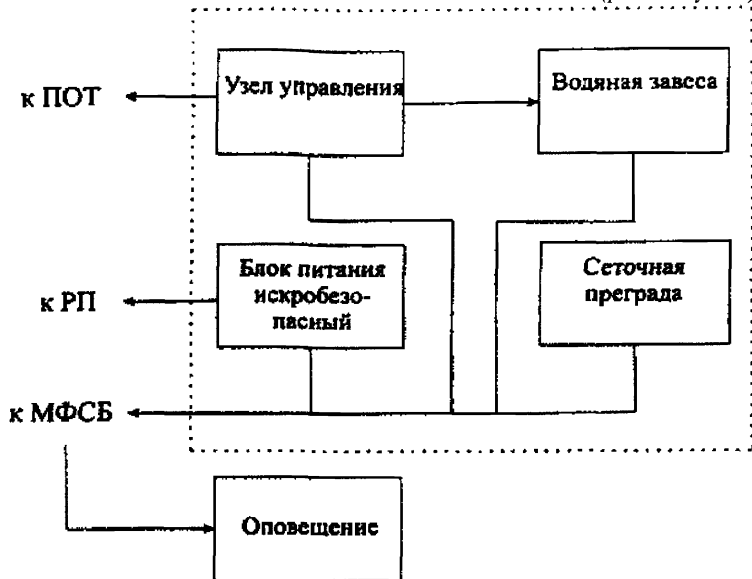 Узел управления
Водяная завеса
к ПОТ
Блок питания
искробезо-
пасный
Сеточная
преграда
к РП
к МФСБ
Оповещение